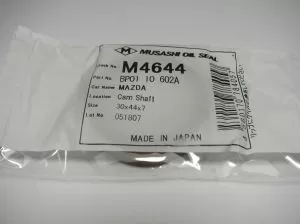 M MUSASHI OIL SEAL
M4644
Part No. BP01 10 602A
Car Name MAZDA
Location Cam Shaft
Size 30x44x7
Lot No 051807
MADE IN JAPAN